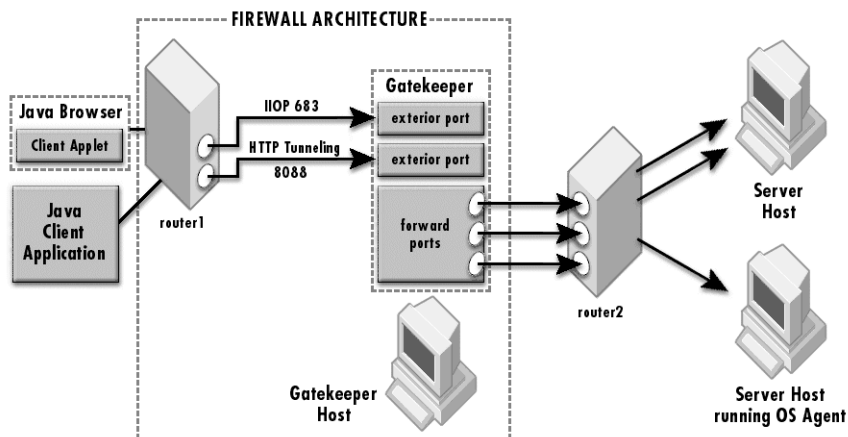 FIREWALL ARCHITECTURE
Java Browser
Client Applet
Java
Client
Application
router1
IIOP 683
HTTP Tunneling
8088
Gatekeeper
exterior port
exterior port
forward
ports
Gatekeeper
Host
router2
Server
Host
Server Host
running OS Agent